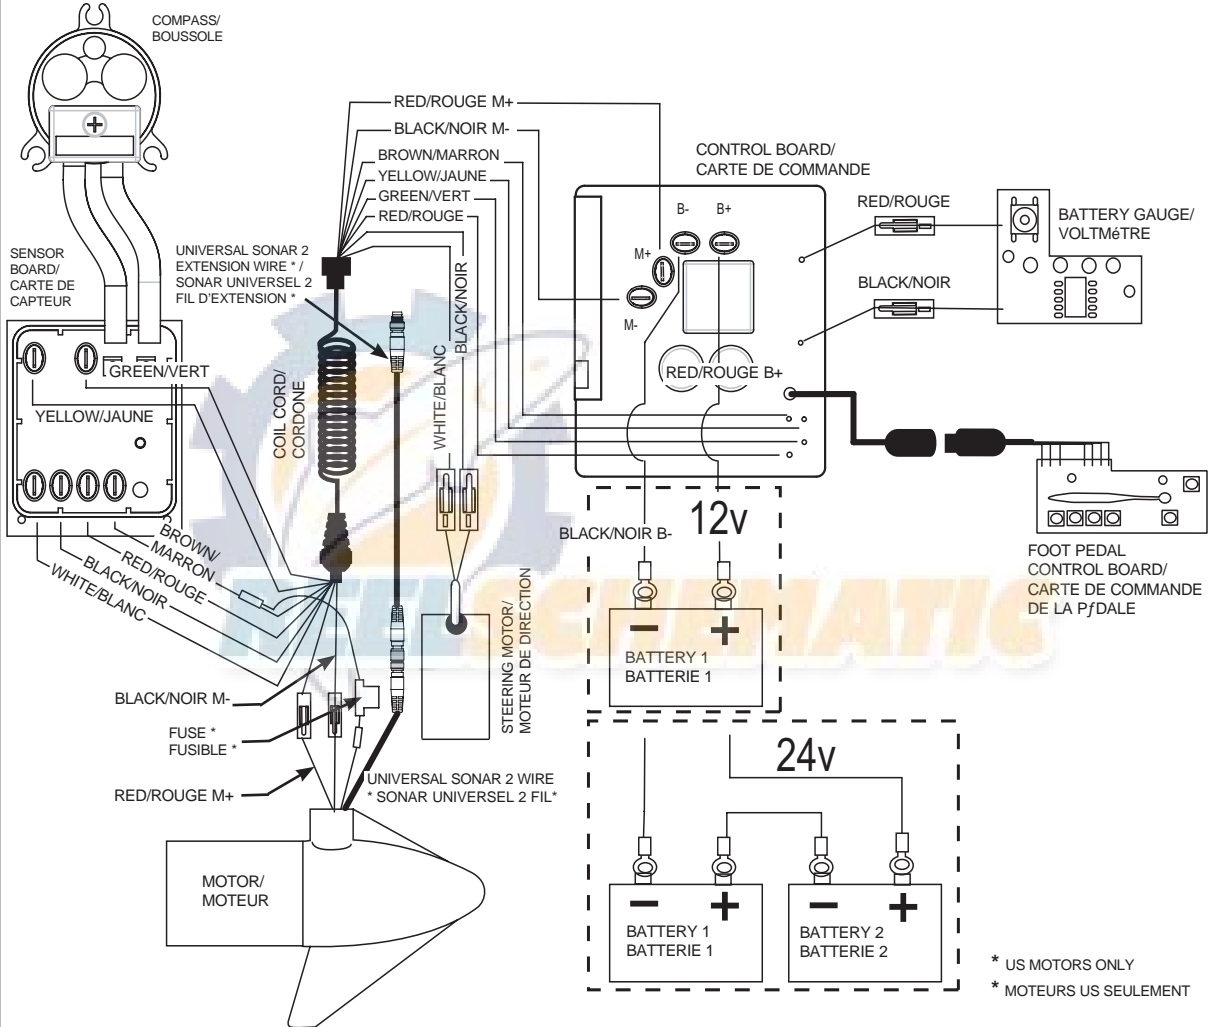 COMPASS/
BOUSSOLE
RED/ROUGE M+
BLACK/NOIR M-
BROWN/MARRON
YELLOW/JAUNE
GREEN/VERT
RED/ROUGE
CONTROL BOARD/
CARTE DE COMMANDE
B-
B+
M+
M-
RED/ROUGE
BLACK/NOIR
BATTERY GAUGE/
VOLTMéTRE
SENSOR
BOARD/
CARTE DE
CAPTEUR
UNIVERSAL SONAR 2
EXTENSION WIRE * /
SONAR UNIVERSEL 2
FIL D'EXTENSION *
BLACK/NOIR
WHITE/BLANC
COIL CORD/
CORDONE
GREEN/VERT
YELLOW/JAUNE
RED/ROUGE B+
BROWN/
MARRON
RED/ROUGE
BLACK/NOIR
WHITE/BLANC
BLACK/NOIR B-
12v
FOOT PEDAL
CONTROL BOARD/
CARTE DE COMMANDE
DE LA PƒDALE
REELSCHEMATIC
STEERING MOTOR/
MOTEUR DE DIRECTION
BATTERY 1
BATTERIE 1
BLACK/NOIR M-
FUSE *
FUSIBLE *
RED/ROUGE M+
UNIVERSAL SONAR 2 WIRE
* SONAR UNIVERSEL 2 FIL*
24v
MOTOR/
MOTEUR
BATTERY 1
BATTERIE 1
BATTERY 2
BATTERIE 2
* US MOTORS ONLY
* MOTEURS US SEULEMENT